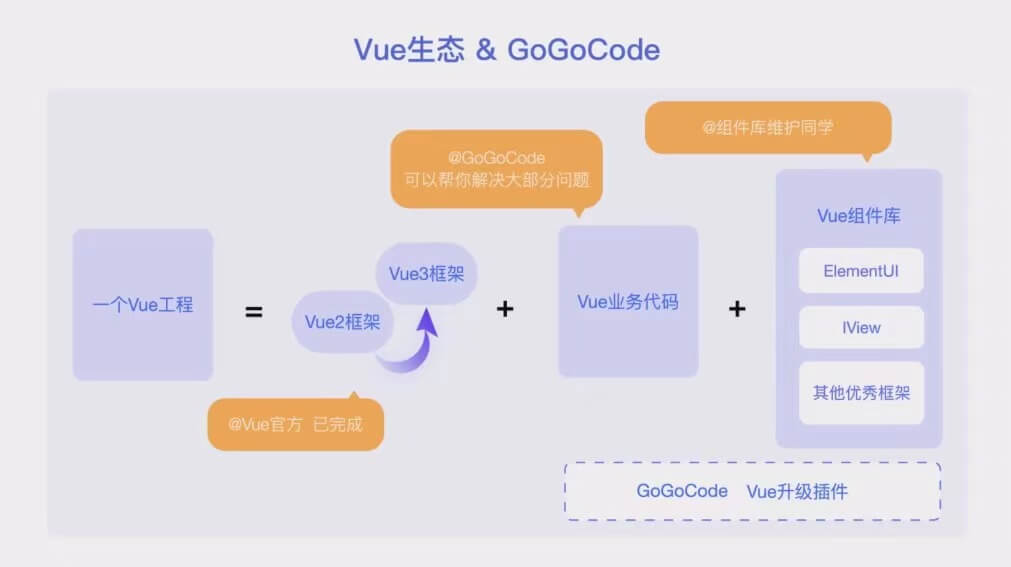 Vue生态 & GoGoCode
@组件库维护同学
@GoGoCode
可以帮你解决大部分问题
Vue组件库
ElementUI
IView
其他优秀框架
一个Vue工程
=
Vue2框架
Vue3框架
+
Vue业务代码
+
@Vue官方 已完成
GoGoCode Vue升级插件